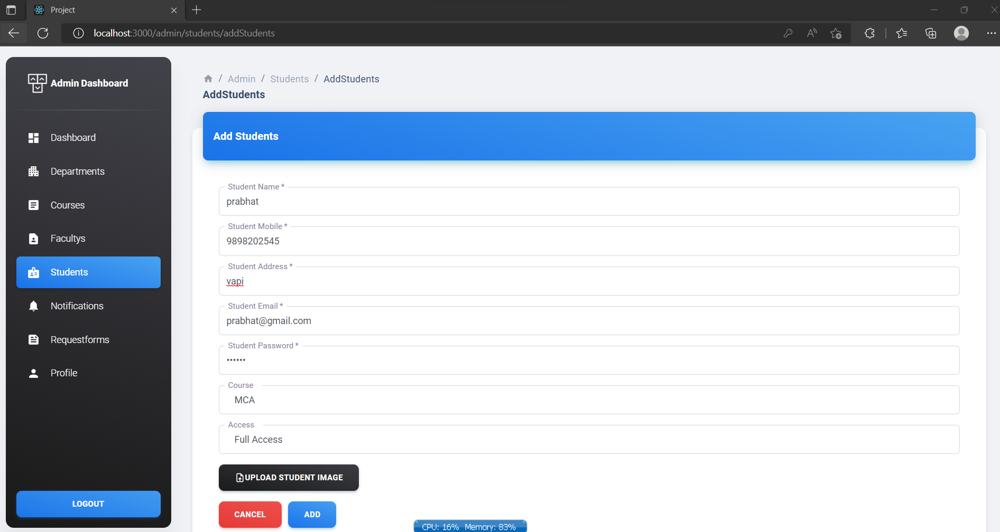 Project
localhost:3000/admin/students/addStudents
Admin Dashboard
Dashboard
Departments
Courses
Facultys
Students
Notifications
Requestforms
Profile
LOGOUT
/ Admin / Students / AddStudents
AddStudents
Add Students
Student Name *
prabhat
Student Mobile *
9898202545
Student Address *
vapi
Student Email *
prabhat@gmail.com
Student Password *
••••••
Course
MCA
Access
Full Access
UPLOAD STUDENT IMAGE
CANCEL ADD
CPU: 16% Memory: 83%